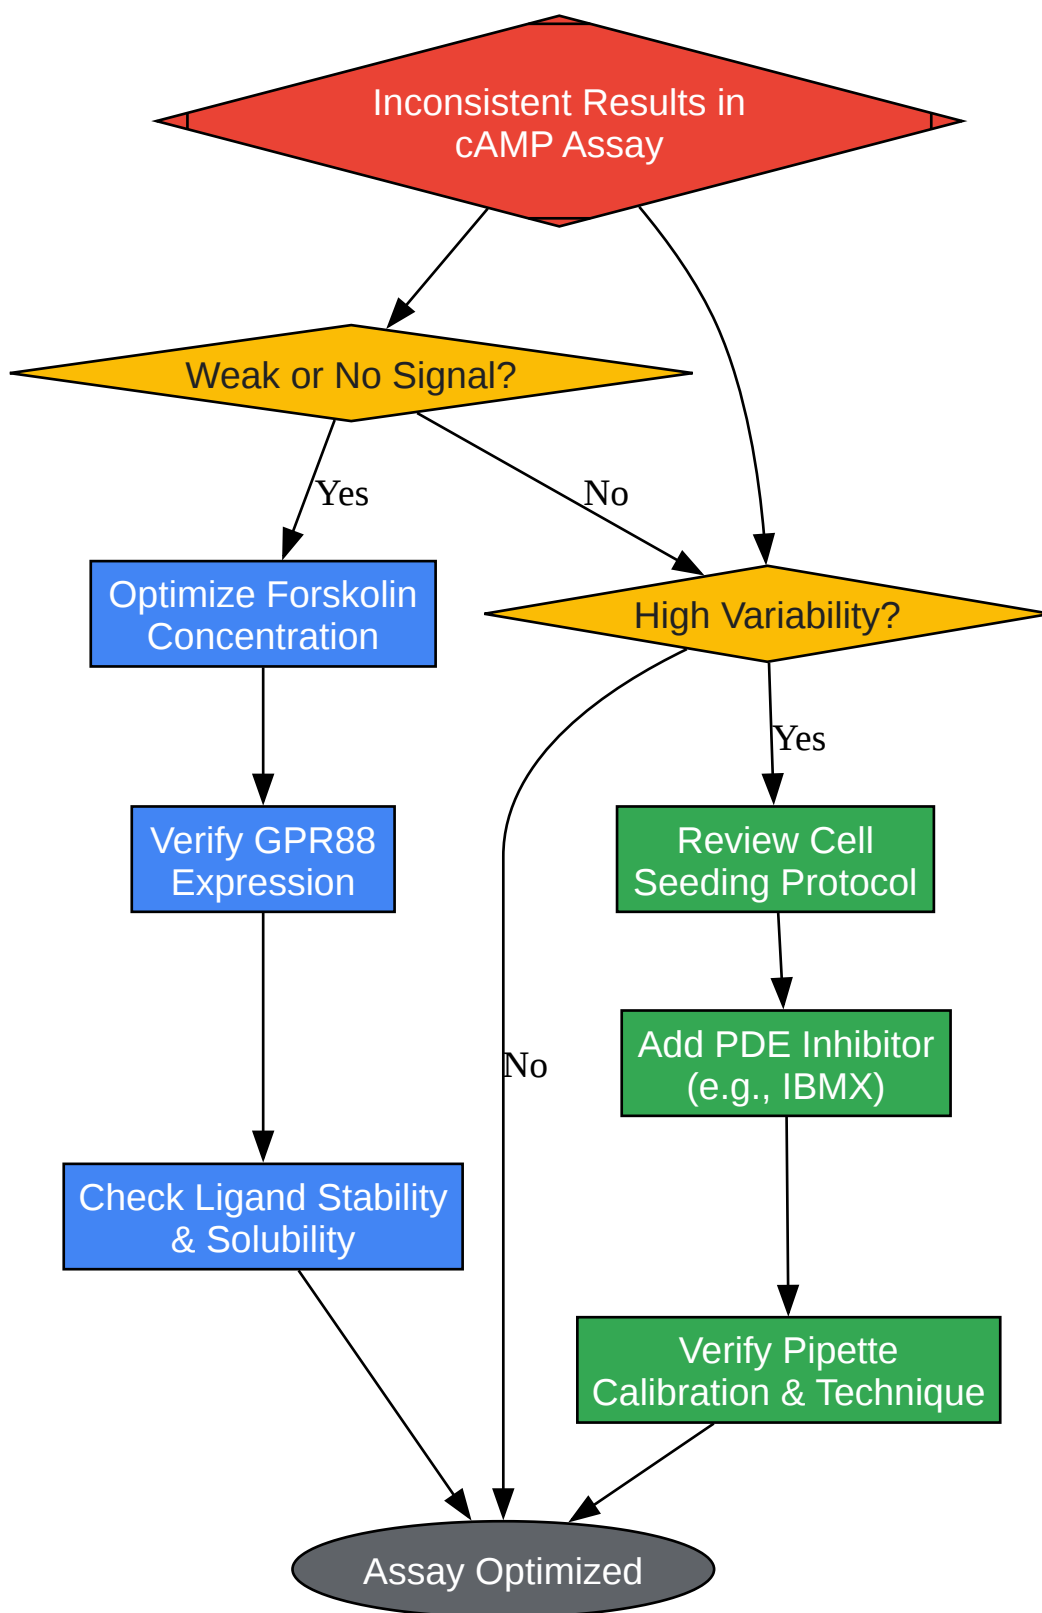 Inconsistent Results in
cAMP Assay
Weak or No Signal?
Yes
No
Optimize Forskolin
Concentration
High Variability?
Yes
Verify GPR88
Expression
Review Cell
Seeding Protocol
No
Add PDE Inhibitor
(e.g., IBMX)
Check Ligand Stability
& Solubility
Verify Pipette
Calibration & Technique
Assay Optimized